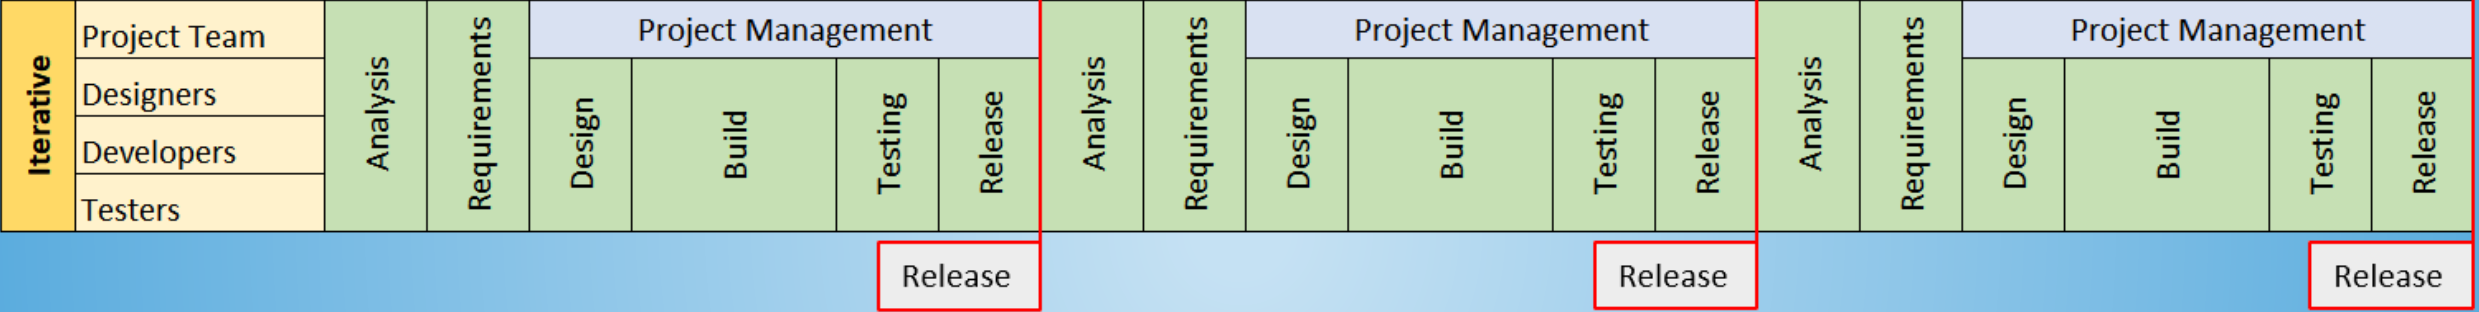 Iterative
Project Team
Designers
Developers
Testers
Analysis
Requirements
Project Management
Design
Build
Testing
Release
Analysis
Requirements
Project Management
Design
Build
Testing
Release
Analysis
Requirements
Project Management
Design
Build
Testing
Release
Release
Release
Release